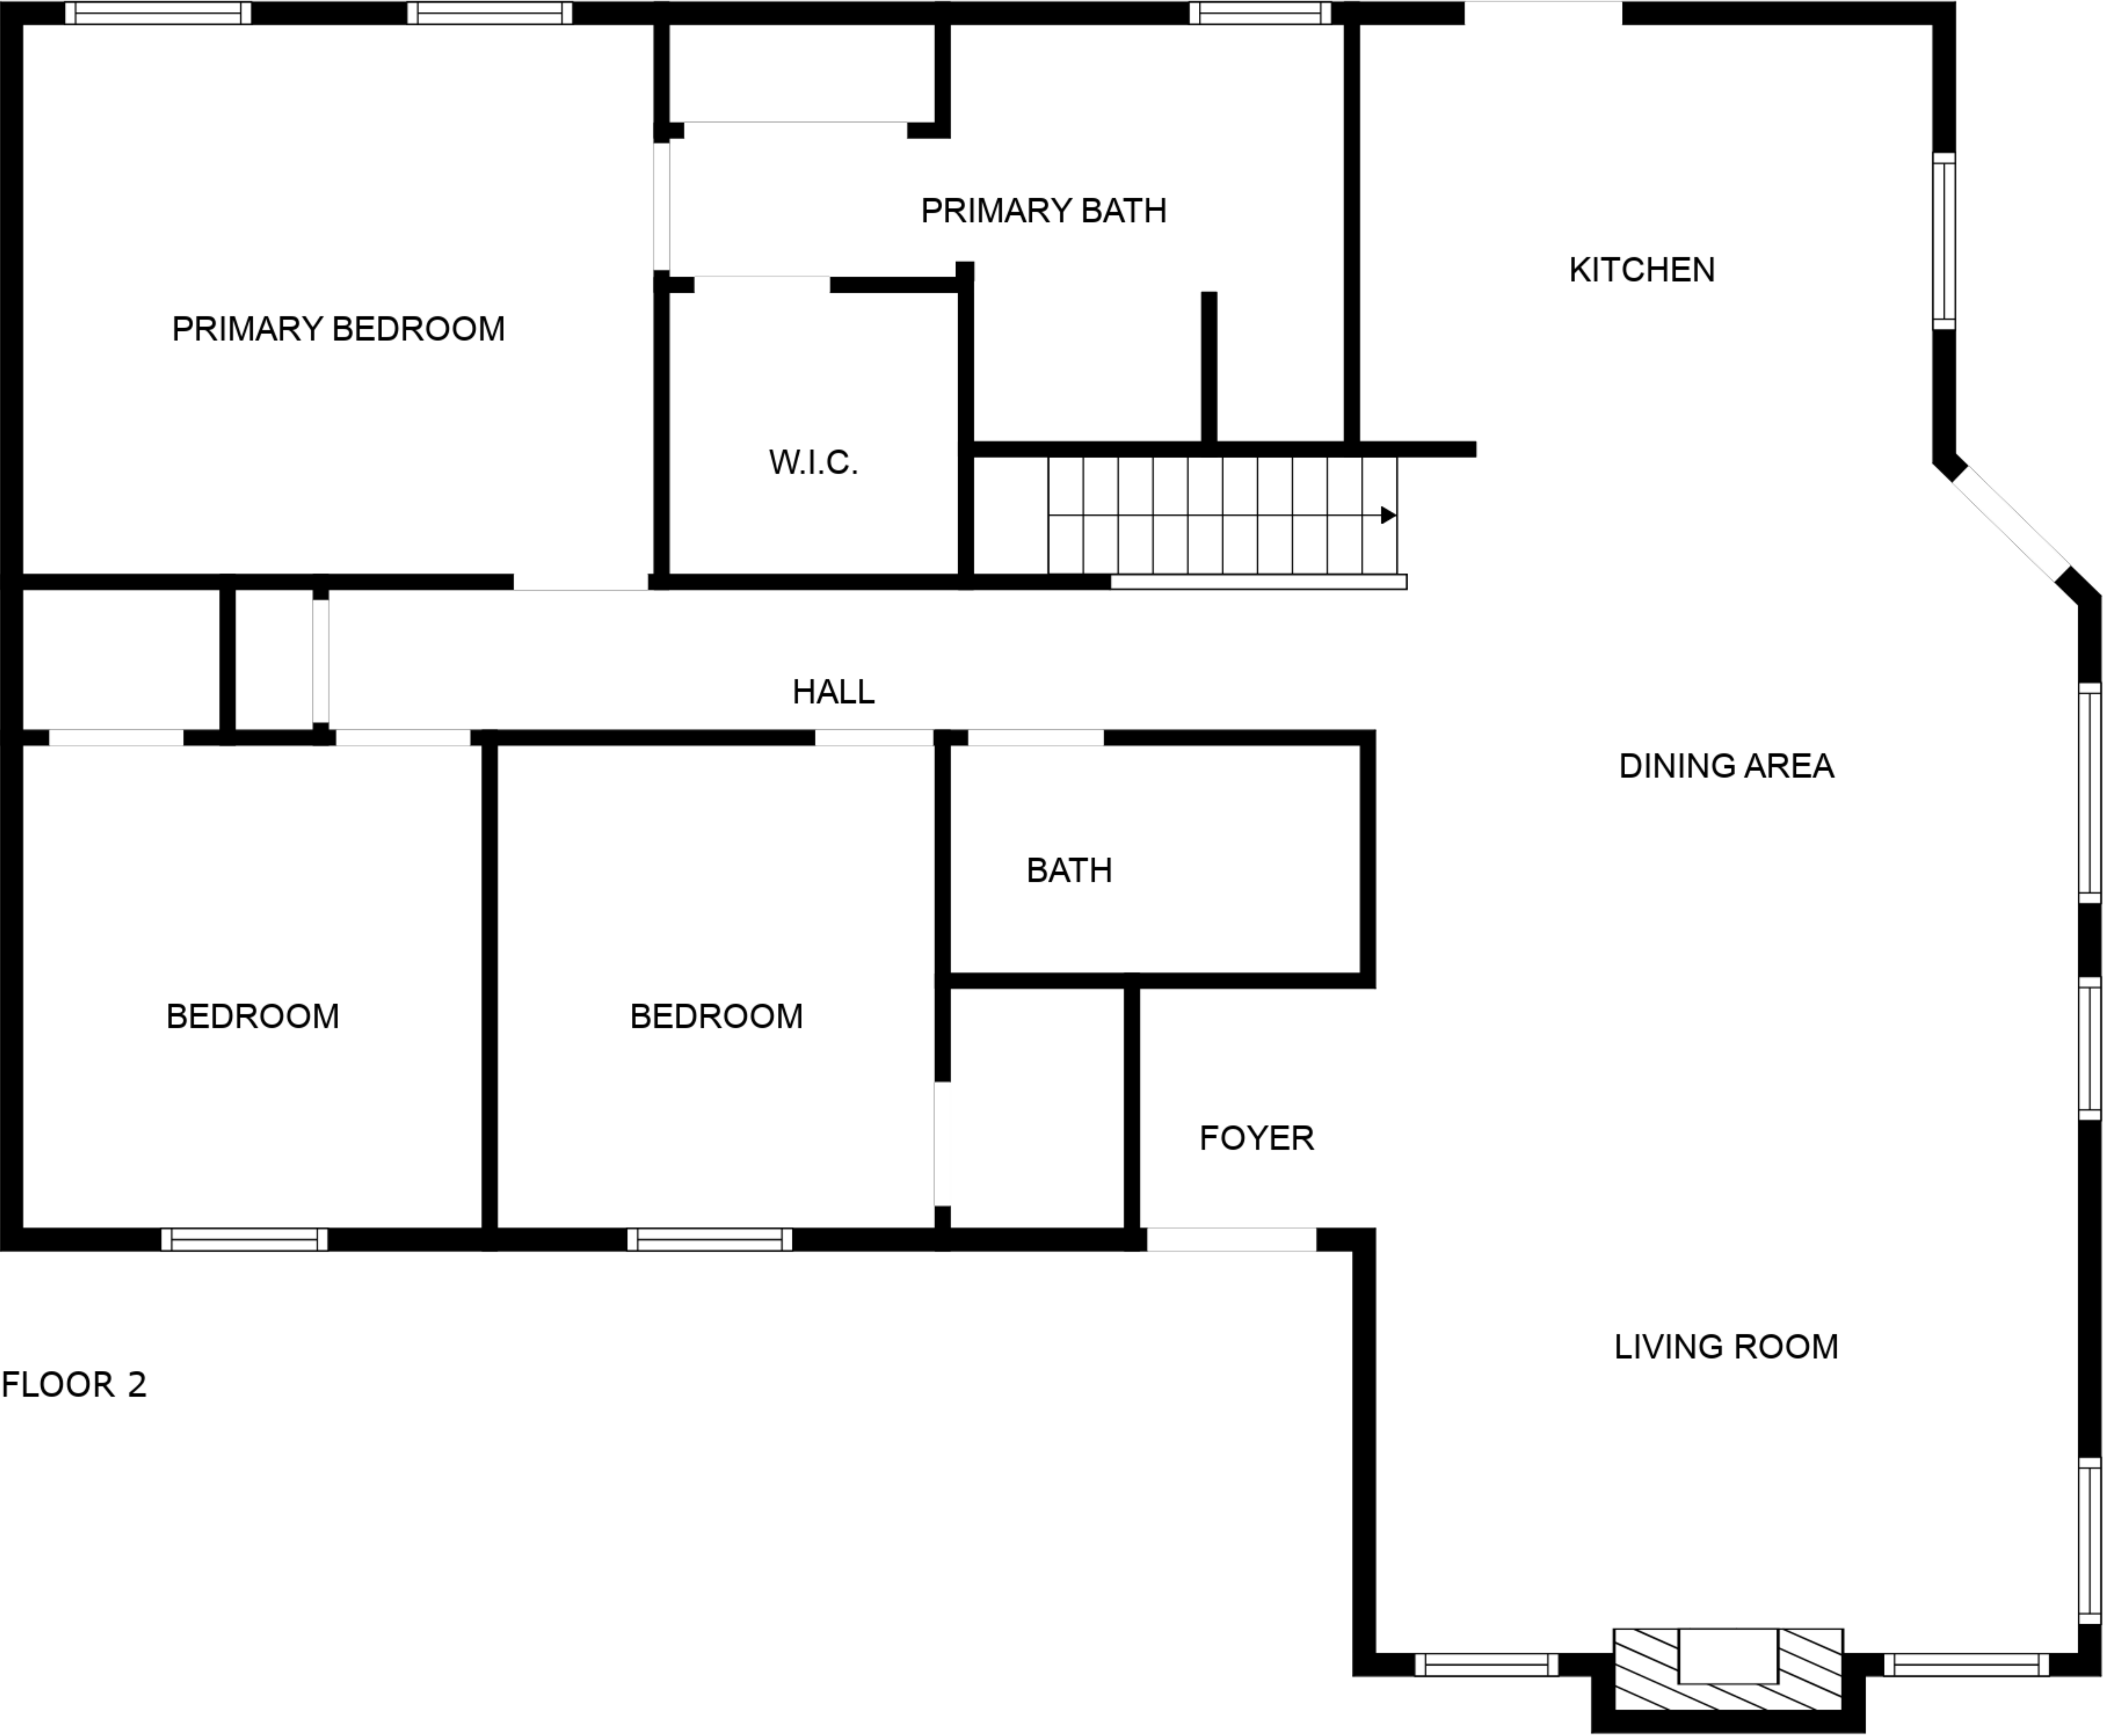 PRIMARY BATH
KITCHEN
PRIMARY BEDROOM
W.I.C.
HALL
DINING AREA
BATH
BEDROOM
BEDROOM
FOYER
LIVING ROOM
FLOOR 2